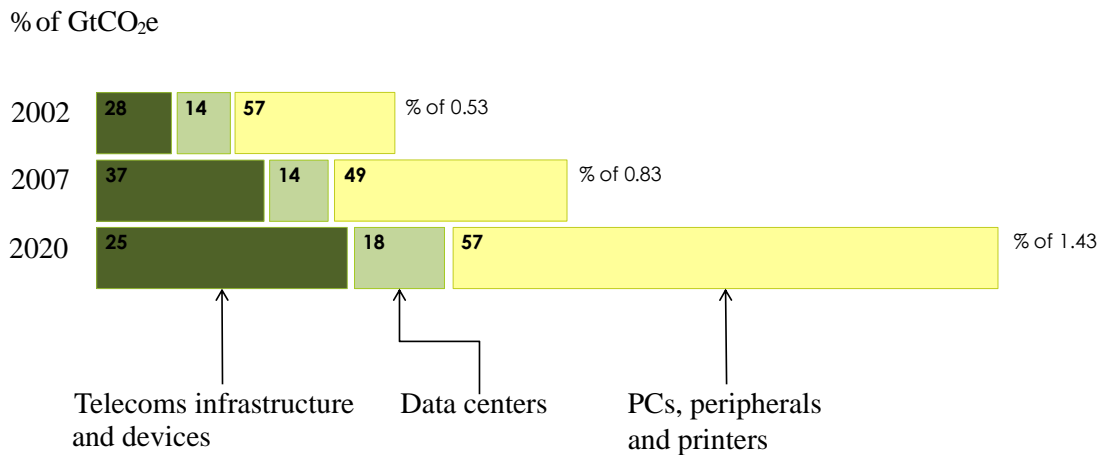 % of GtCO₂e
2002 28 14 57 % of 0.53
2007 37 14 49 % of 0.83
2020 25 18 57 % of 1.43
Telecoms infrastructure
and devices
Data centers
PCs, peripherals
and printers